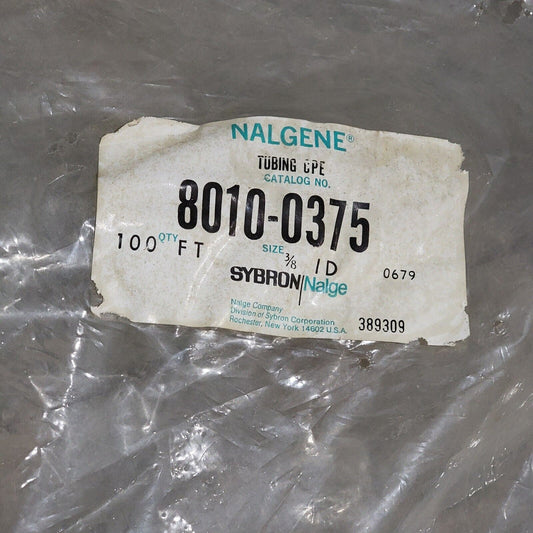 NALGENE®
TUBING CPE
CATALOG NO.
8010-0375
100 QTY FT SIZE 3/8 ID 0679
SYBRON Nalge
Nalge Company
Division of Sybron Corporation
Rochester, New York 14602 U.S.A.
389309